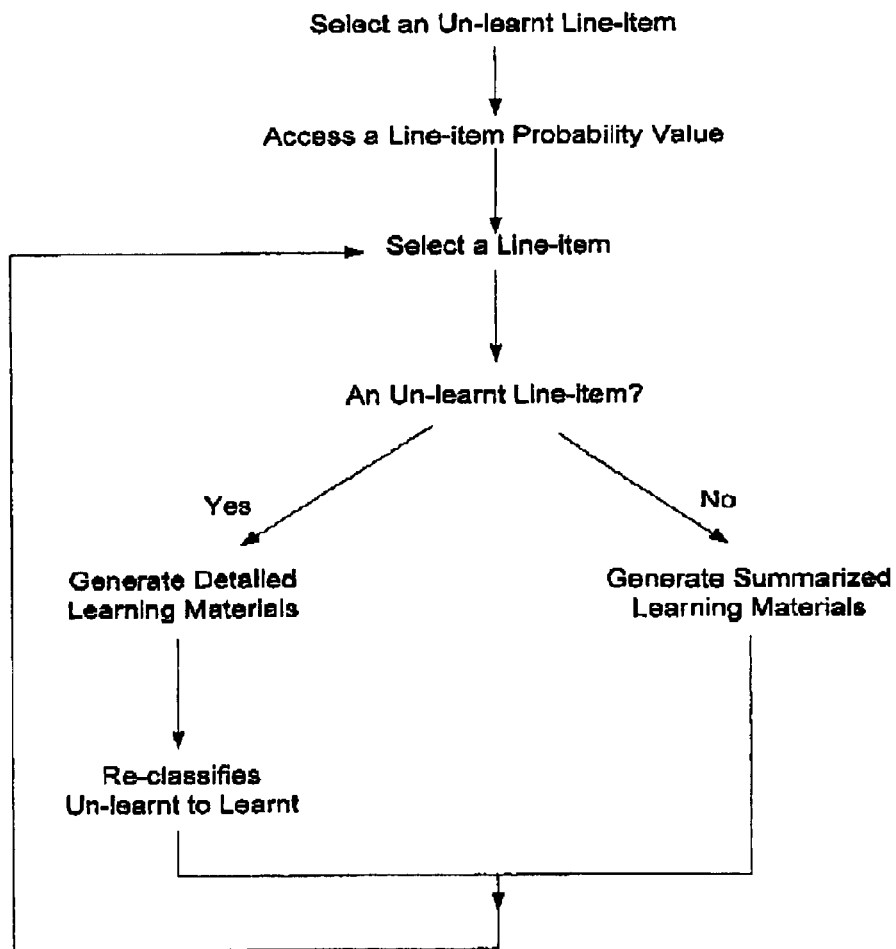 Select an Un-learnt Line-item
Access a Line-item Probability Value
Select a Line-item
An Un-learnt Line-item?
Yes
No
Generate Detailed
Learning Materials
Generate Summarized
Learning Materials
Re-classifies
Un-learnt to Learnt